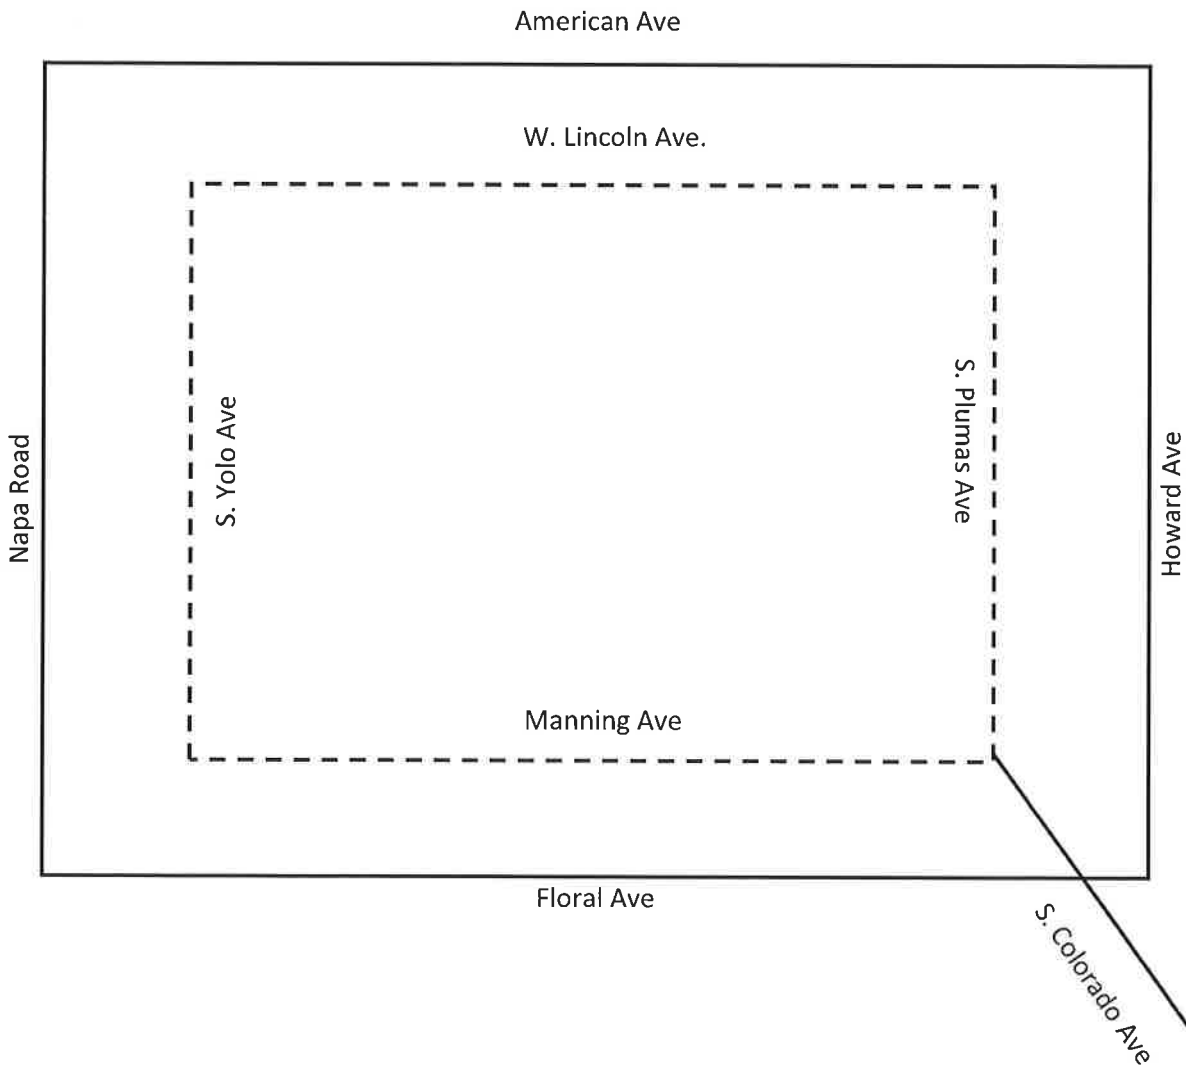 American Ave
W. Lincoln Ave.
Napa Road
S. Yolo Ave
S. Plumas Ave
Howard Ave
Manning Ave
Floral Ave
S. Colorado Ave